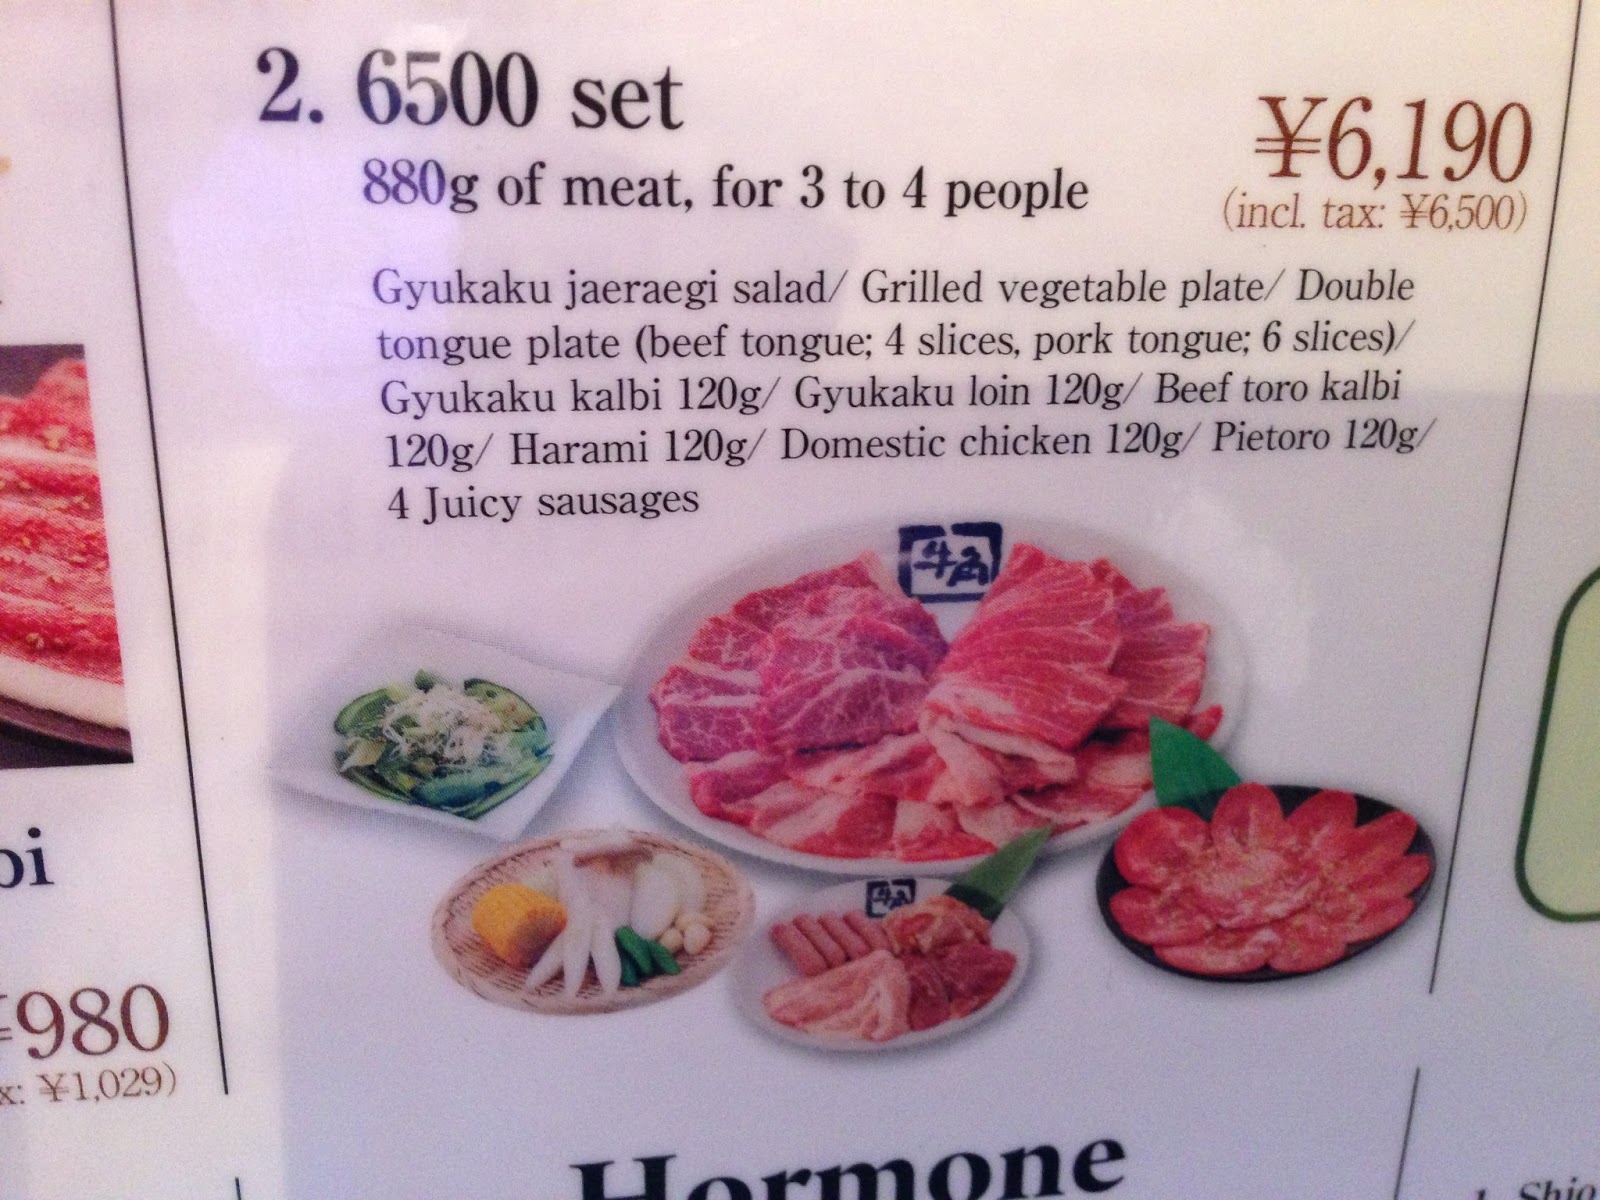 2. 6500 set
¥6,190
880g of meat, for 3 to 4 people
(incl. tax: ¥6,500)
Gyukaku jaeraegi salad/ Grilled vegetable plate/ Double
tongue plate (beef tongue; 4 slices, pork tongue; 6 slices)/
Gyukaku kalbi 120g/ Gyukaku loin 120g/ Beef toro kalbi
120g/ Harami 120g/ Domestic chicken 120g/ Pietoro 120g/
4 Juicy sausages
牛角
牛角
bi
¥980
x: ¥1,029)
Hormone
1. Shio